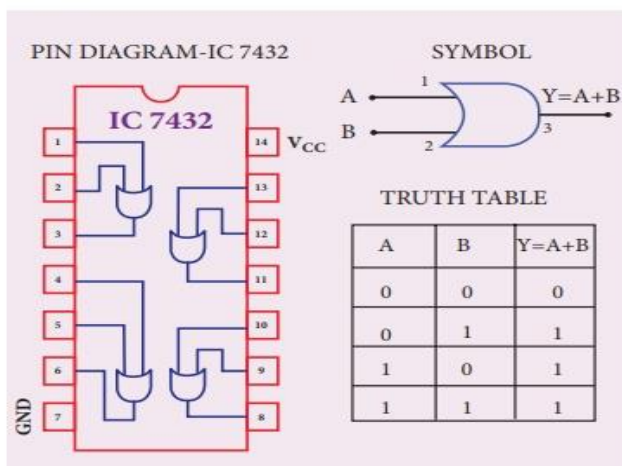 PIN DIAGRAM-IC 7432
IC 7432
1
2
3
4
5
6
7
GND
14
VCC
13
12
11
10
9
8
SYMBOL
A
1
B
2
Y=A+B
3
TRUTH TABLE
A B Y=A+B
0 0 0
0 1 1
1 0 1
1 1 1